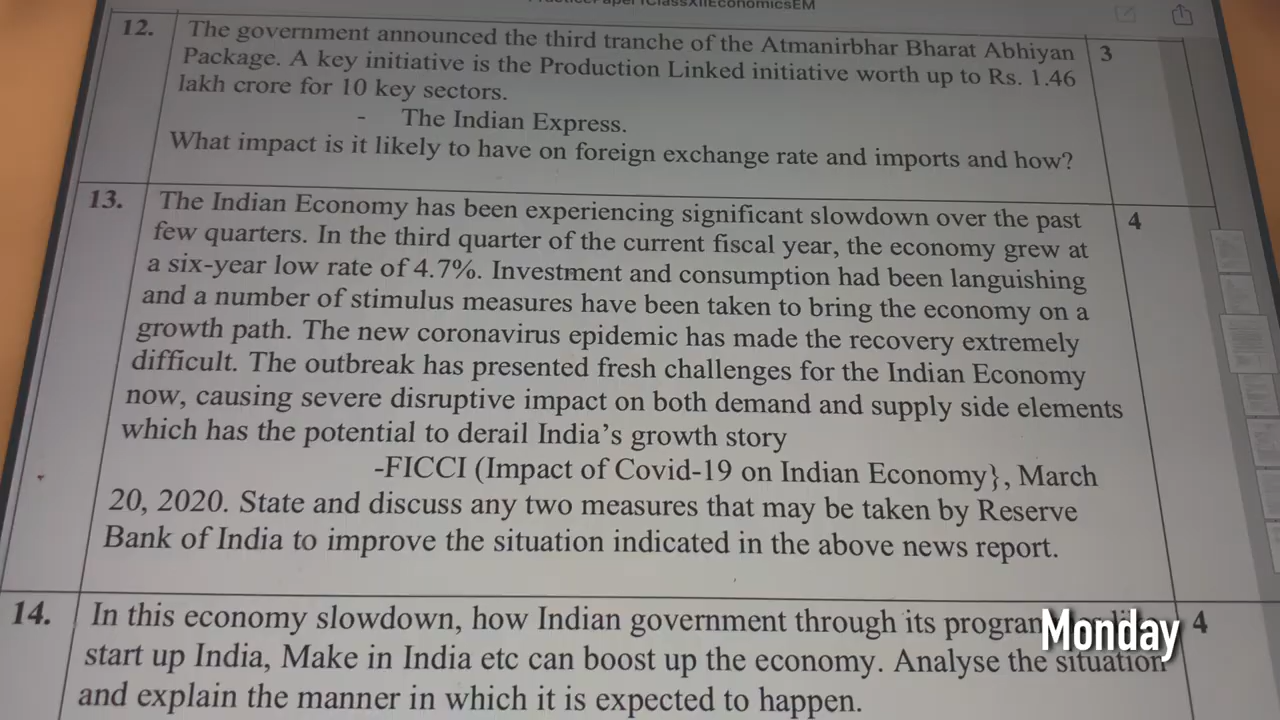 PracticePaper1ClassXIIEconomicsEM
12. The government announced the third tranche of the Atmanirbhar Bharat Abhiyan 3
Package. A key initiative is the Production Linked initiative worth up to Rs. 1.46
lakh crore for 10 key sectors.
- The Indian Express.
What impact is it likely to have on foreign exchange rate and imports and how?
13. The Indian Economy has been experiencing significant slowdown over the past 4
few quarters. In the third quarter of the current fiscal year, the economy grew at
a six-year low rate of 4.7%. Investment and consumption had been languishing
and a number of stimulus measures have been taken to bring the economy on a
growth path. The new coronavirus epidemic has made the recovery extremely
difficult. The outbreak has presented fresh challenges for the Indian Economy
now, causing severe disruptive impact on both demand and supply side elements
which has the potential to derail India's growth story
-FICCI (Impact of Covid-19 on Indian Economy}, March
20, 2020. State and discuss any two measures that may be taken by Reserve
Bank of India to improve the situation indicated in the above news report.
14. In this economy slowdown, how Indian government through its 4
Monday
start up India, Make in India etc can boost up the economy. Analyse the situation
and explain the manner in which it is expected to happen.